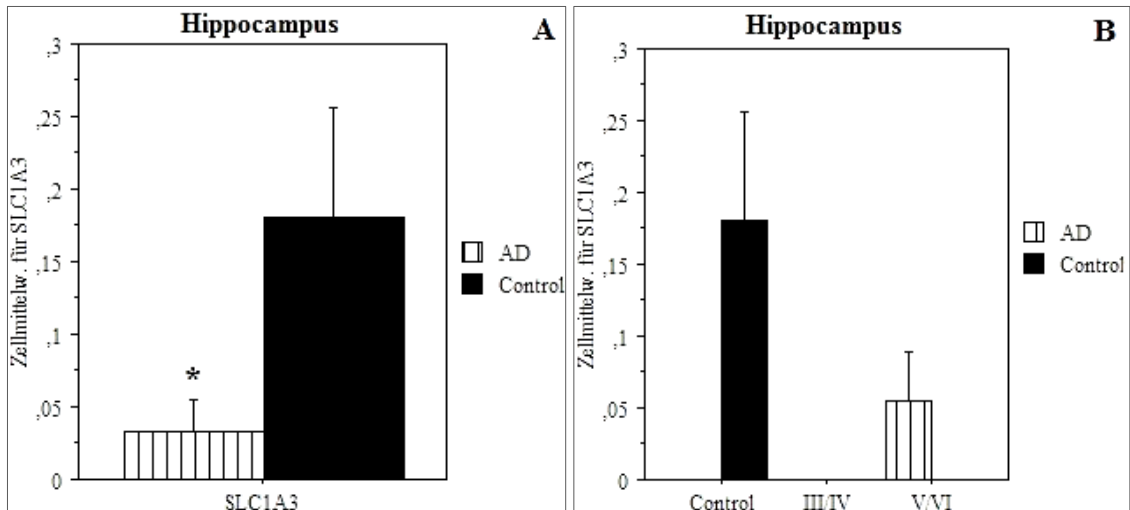 Hippocampus
A
Zellmittelw. für SLC1A3
,3
,25
,2
,15
,1
,05
0
*
SLC1A3
AD
Control
Hippocampus
B
Zellmittelw. für SLC1A3
,3
,25
,2
,15
,1
,05
0
Control III/IV V/VI
AD
Control